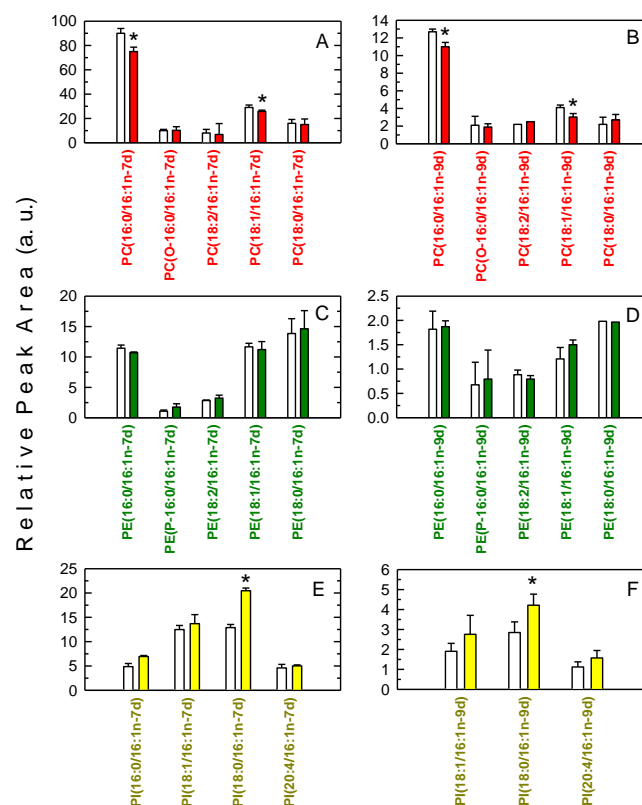 Relative Peak Area (a. u.)
A
100
80
60
40
20
0
*
*
PC(16:0/16:1n-7d)
PC(O-16:0/16:1n-7d)
PC(18:2/16:1n-7d)
PC(18:1/16:1n-7d)
PC(18:0/16:1n-7d)
B
14
12
10
8
6
4
2
0
*
*
PC(16:0/16:1n-9d)
PC(O-16:0/16:1n-9d)
PC(18:2/16:1n-9d)
PC(18:1/16:1n-9d)
PC(18:0/16:1n-9d)
C
20
15
10
5
0
PE(16:0/16:1n-7d)
PE(P-16:0/16:1n-7d)
PE(18:2/16:1n-7d)
PE(18:1/16:1n-7d)
PE(18:0/16:1n-7d)
D
2.5
2.0
1.5
1.0
0.5
0.0
PE(16:0/16:1n-9d)
PE(P-16:0/16:1n-9d)
PE(18:2/16:1n-9d)
PE(18:1/16:1n-9d)
PE(18:0/16:1n-9d)
E
25
20
15
10
5
0
*
PI(16:0/16:1n-7d)
PI(18:1/16:1n-7d)
PI(18:0/16:1n-7d)
PI(20:4/16:1n-7d)
F
6
5
4
3
2
1
0
*
PI(18:1/16:1n-9d)
PI(18:0/16:1n-9d)
PI(20:4/16:1n-9d)